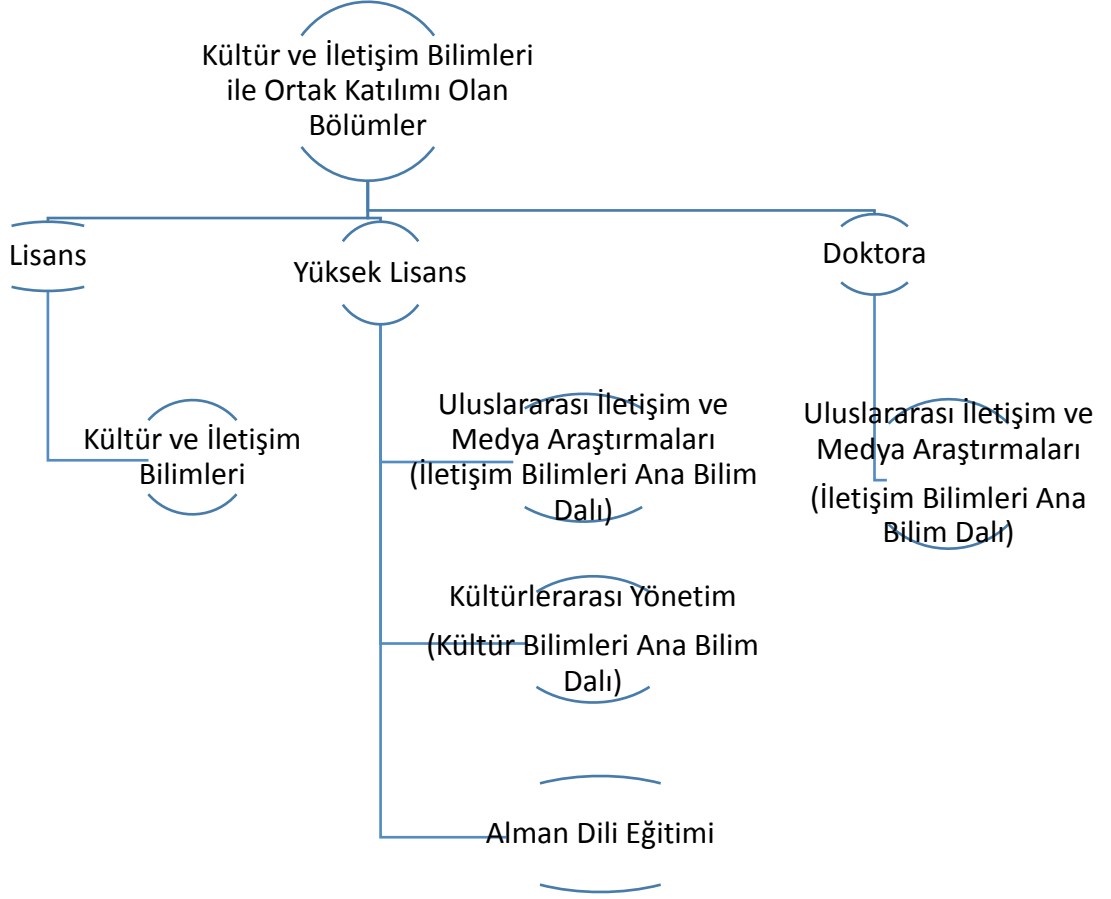 Kültür ve İletişim Bilimleri
ile Ortak Katılımı Olan
Bölümler
Lisans
Yüksek Lisans
Doktora
Kültür ve İletişim
Bilimleri
Uluslararası İletişim ve
Medya Araştırmaları
(İletişim Bilimleri Ana Bilim
Dalı)
Uluslararası İletişim ve
Medya Araştırmaları
(İletişim Bilimleri Ana
Bilim Dalı)
Kültürlerarası Yönetim
(Kültür Bilimleri Ana Bilim
Dalı)
Alman Dili Eğitimi